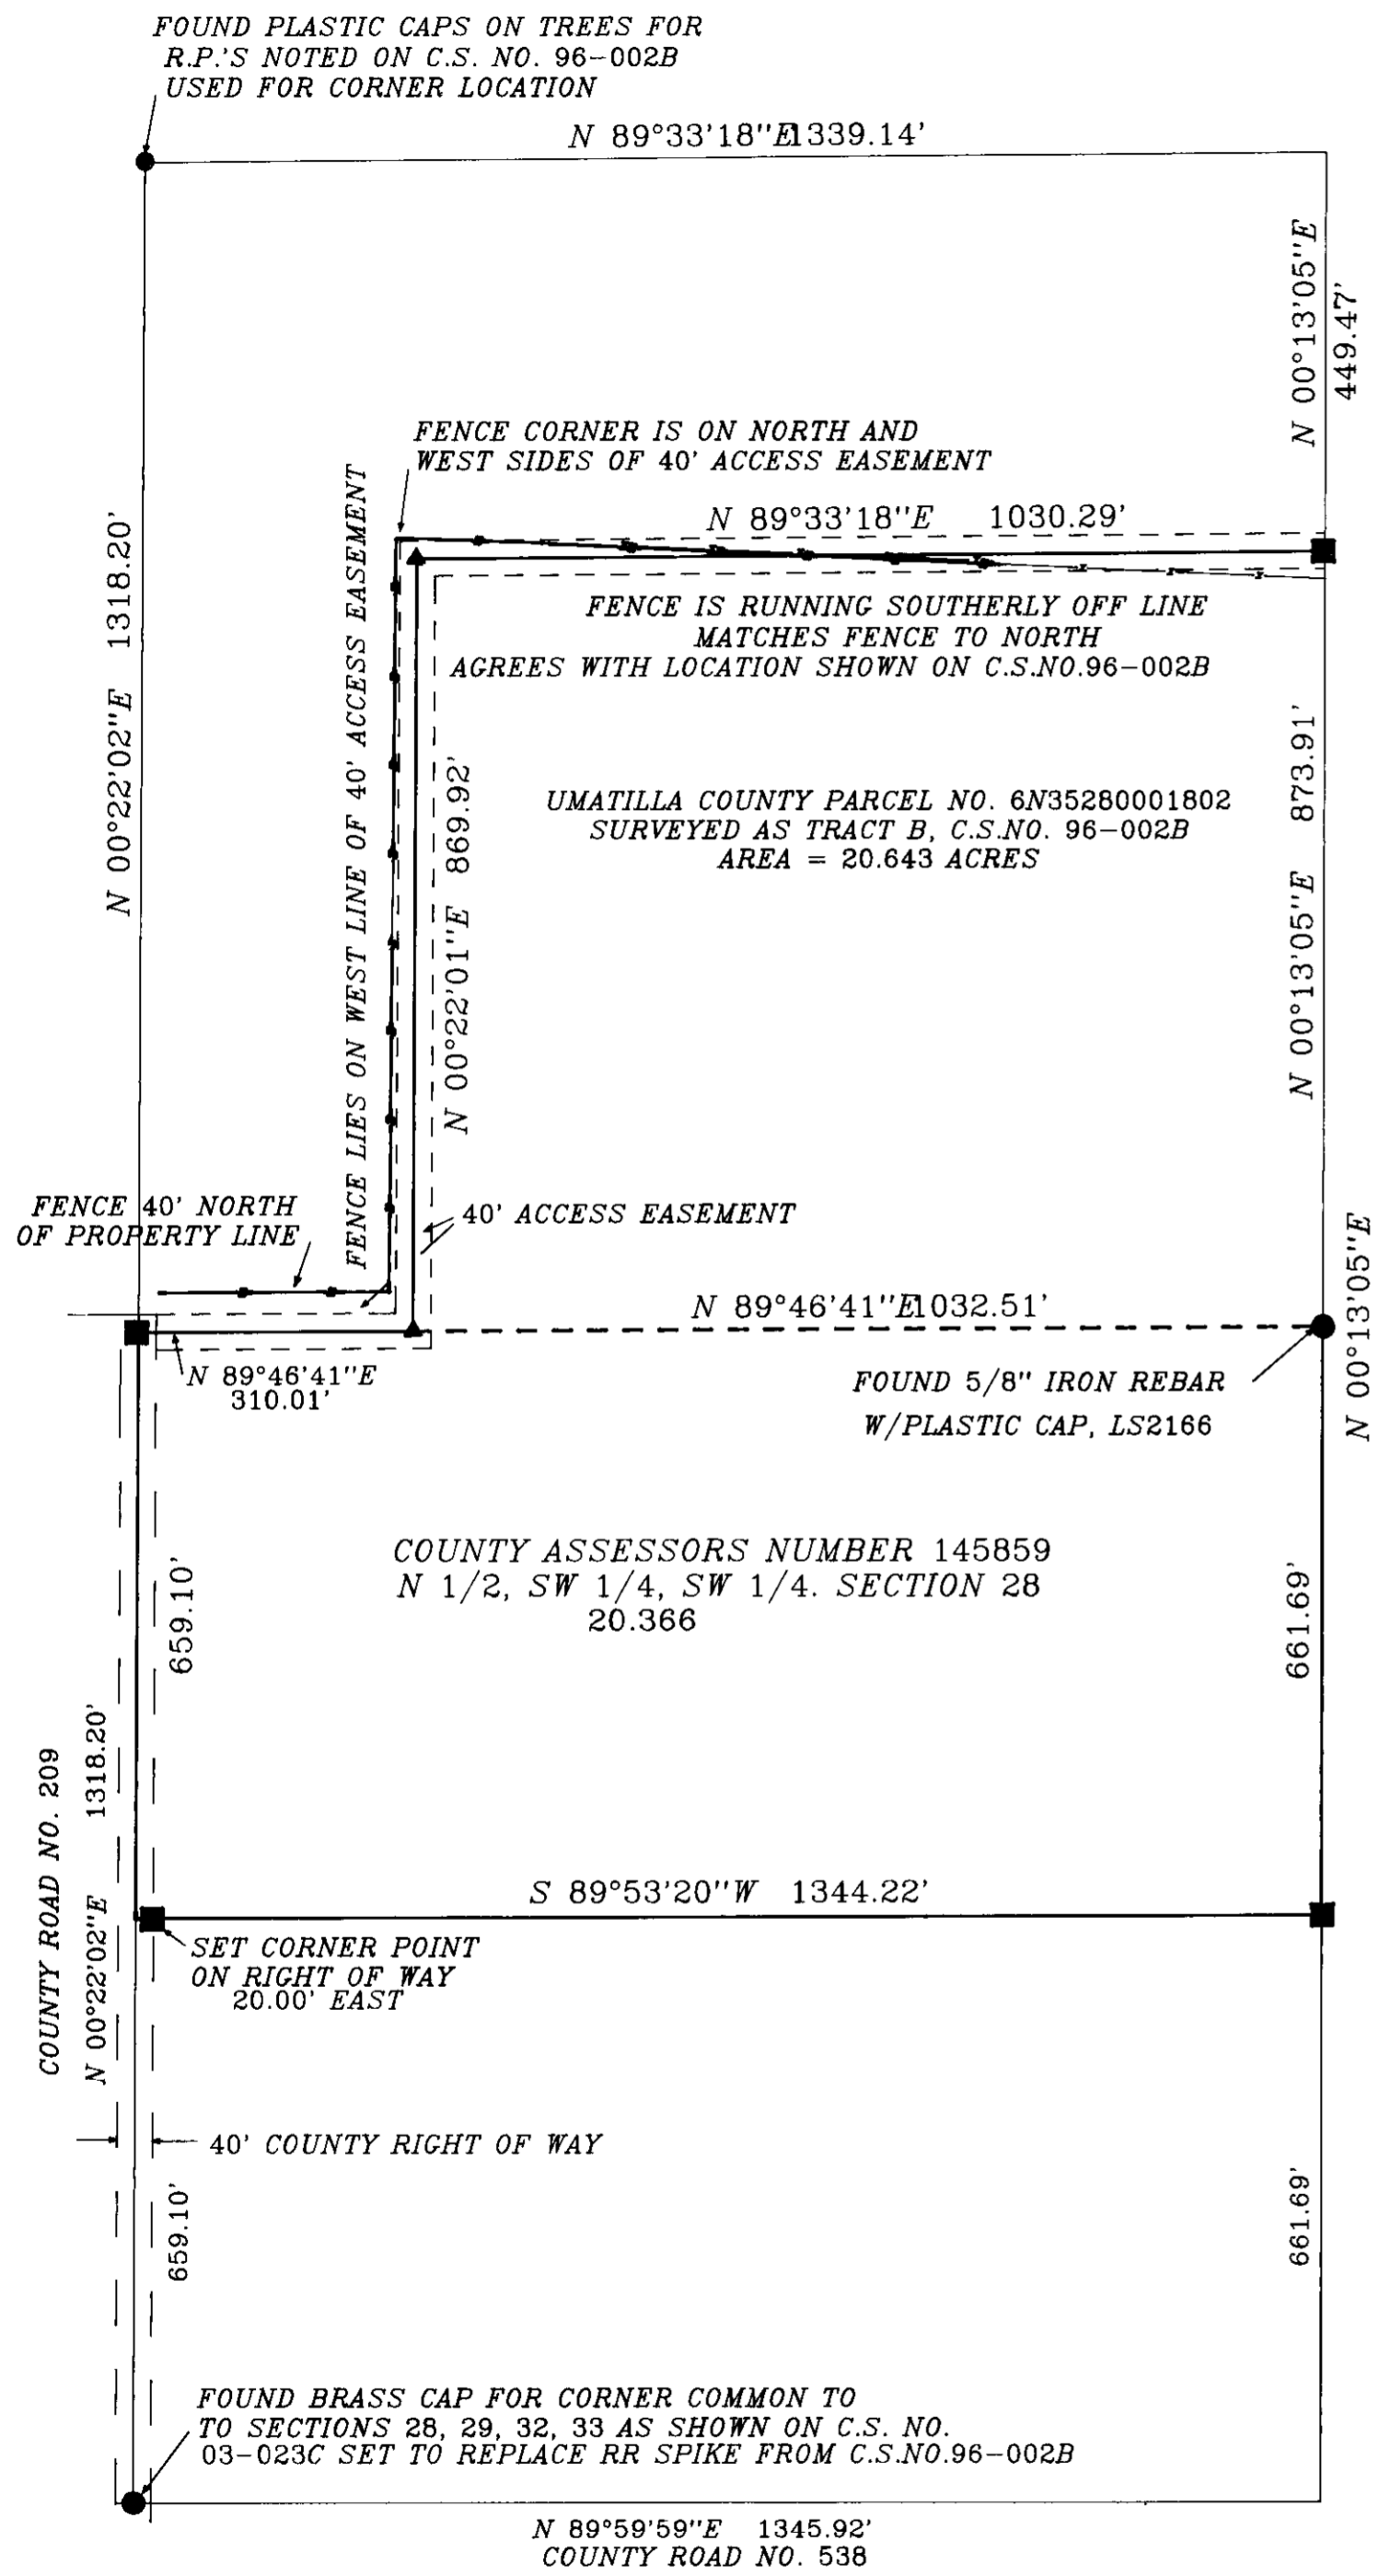 FOUND PLASTIC CAPS ON TREES FOR
R.P.'S NOTED ON C.S. NO. 96-002B
USED FOR CORNER LOCATION
N 89°33'18"E 1339.14'
N 00°13'05"E
449.47'
FENCE CORNER IS ON NORTH AND
WEST SIDES OF 40' ACCESS EASEMENT
N 00°22'02"E 1318.20'
FENCE LIES ON WEST LINE OF 40' ACCESS EASEMENT
N 89°33'18"E 1030.29'
FENCE IS RUNNING SOUTHERLY OFF LINE
MATCHES FENCE TO NORTH
AGREES WITH LOCATION SHOWN ON C.S.NO.96-002B
N 00°22'01"E 869.92'
UMATILLA COUNTY PARCEL NO. 6N35280001802
SURVEYED AS TRACT B, C.S.NO. 96-002B
AREA = 20.643 ACRES
N 00°13'05"E 873.91'
FENCE 40' NORTH
OF PROPERTY LINE
40' ACCESS EASEMENT
N 89°46'41"E 1032.51'
N 00°13'05"E
N 89°46'41"E
310.01'
FOUND 5/8" IRON REBAR
W/PLASTIC CAP, LS2166
COUNTY ASSESSORS NUMBER 145859
N 1/2, SW 1/4, SW 1/4. SECTION 28
20.366
659.10'
661.69'
COUNTY ROAD NO. 209
N 00°22'02"E 1318.20'
S 89°53'20"W 1344.22'
SET CORNER POINT
ON RIGHT OF WAY
20.00' EAST
40' COUNTY RIGHT OF WAY
659.10'
661.69'
FOUND BRASS CAP FOR CORNER COMMON TO
TO SECTIONS 28, 29, 32, 33 AS SHOWN ON C.S. NO.
03-023C SET TO REPLACE RR SPIKE FROM C.S.NO.96-002B
N 89°59'59"E 1345.92'
COUNTY ROAD NO. 538